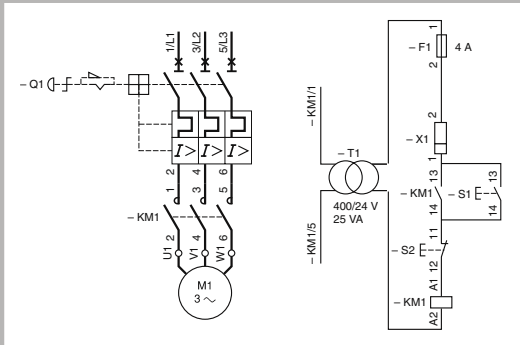 1/L1 3/L2 5/L3
– Q1
I> I> I>
2 4 6
1 3 5
– KM1
2 4 6
U1 V1 W1
M1
3 ~
– KM1/1
– T1
400/24 V
25 VA
– KM1/5
1
– F1 4 A
2
2
– X1
1
13 13
– KM1 – S1
14 14
11
– S2
12
A1
– KM1
A2